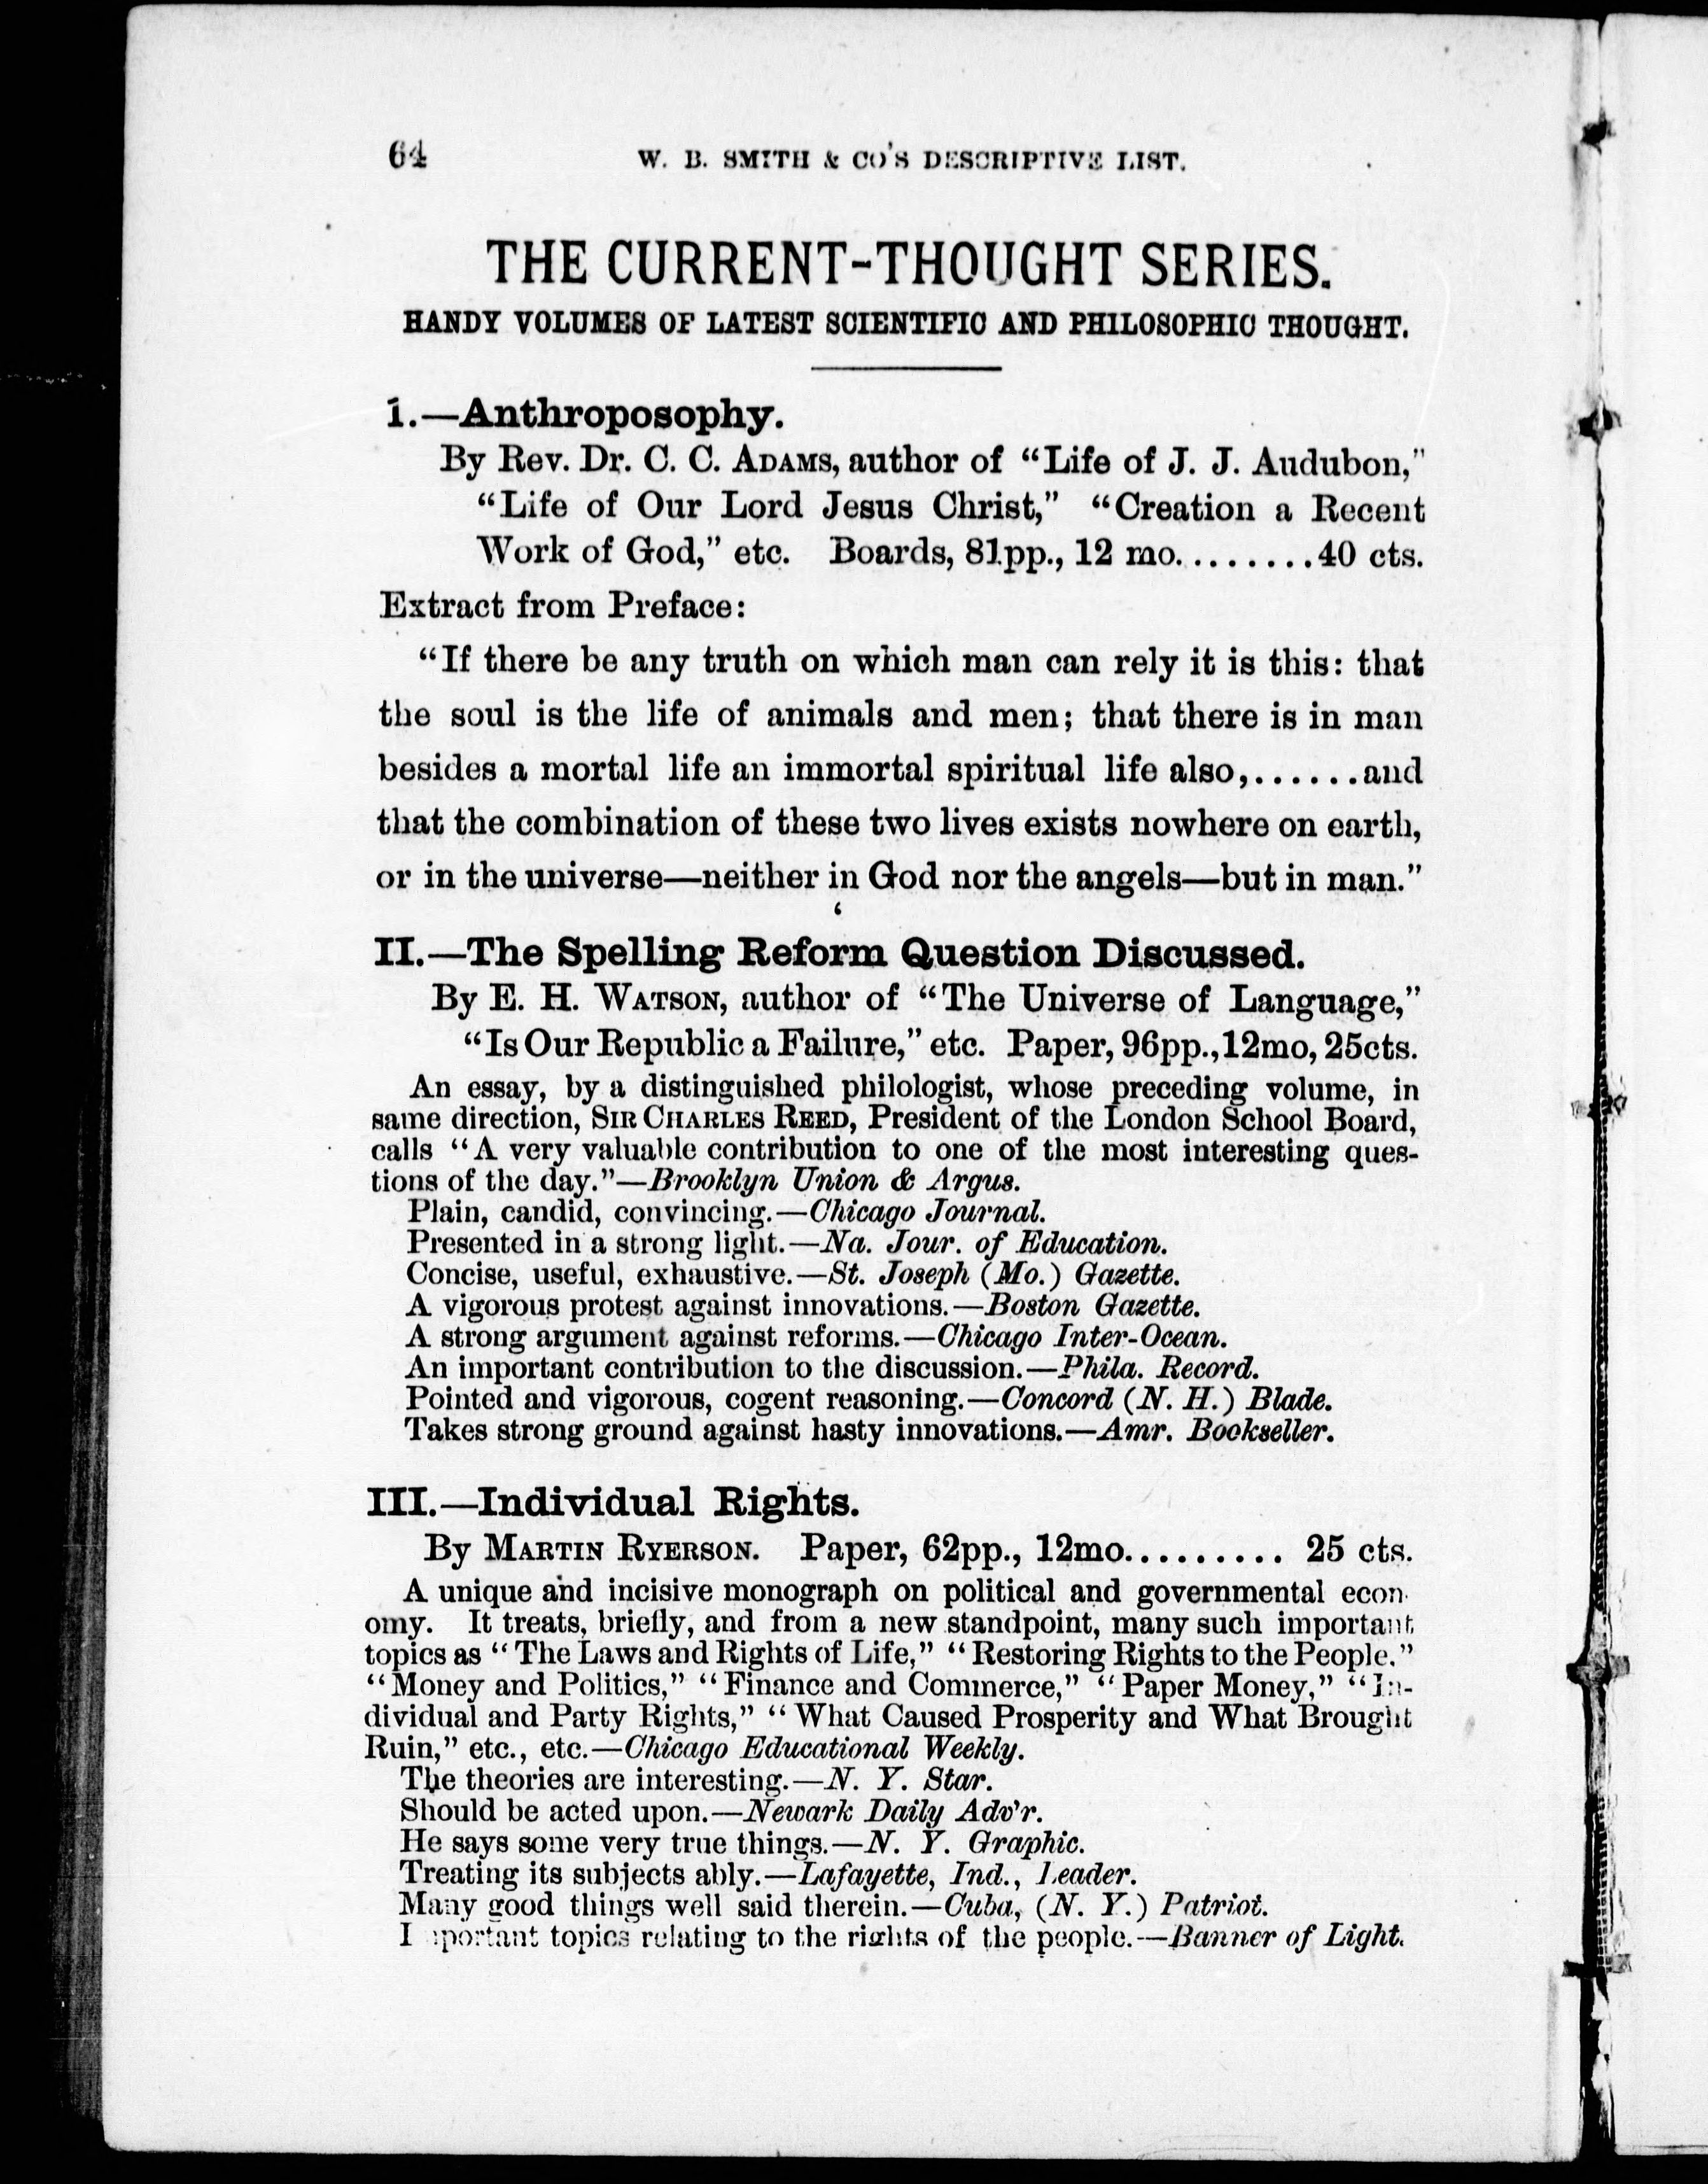 64
W. B. SMITH & CO'S DESCRIPTIVE LIST.
THE CURRENT-THOUGHT SERIES.
HANDY VOLUMES OF LATEST SCIENTIFIC AND PHILOSOPHIC THOUGHT.
I.—Anthroposophy.
By Rev. Dr. C. C. ADAMS, author of "Life of J. J. Audubon,"
"Life of Our Lord Jesus Christ," "Creation a Recent
Work of God," etc. Boards, 81pp., 12 mo.........40 cts.
Extract from Preface:
"If there be any truth on which man can rely it is this: that
the soul is the life of animals and men; that there is in man
besides a mortal life an immortal spiritual life also,......and
that the combination of these two lives exists nowhere on earth,
or in the universe—neither in God nor the angels—but in man."
II.—The Spelling Reform Question Discussed.
By E. H. WATSON, author of "The Universe of Language,"
"Is Our Republic a Failure," etc. Paper, 96pp., 12mo, 25cts.
An essay, by a distinguished philologist, whose preceding volume, in
same direction, SIR CHARLES REED, President of the London School Board,
calls "A very valuable contribution to one of the most interesting ques-
tions of the day."—Brooklyn Union & Argus.
Plain, candid, convincing.—Chicago Journal.
Presented in a strong light.—Na. Jour. of Education.
Concise, useful, exhaustive.—St. Joseph (Mo.) Gazette.
A vigorous protest against innovations.—Boston Gazette.
A strong argument against reforms.—Chicago Inter-Ocean.
An important contribution to the discussion.—Phila. Record.
Pointed and vigorous, cogent reasoning.—Concord (N. H.) Blade.
Takes strong ground against hasty innovations.—Amr. Bookseller.
III.—Individual Rights.
By MARTIN RYERSON. Paper, 62pp., 12mo.......... 25 cts.
A unique and incisive monograph on political and governmental econ-
omy. It treats, briefly, and from a new standpoint, many such important
topics as "The Laws and Rights of Life," "Restoring Rights to the People."
"Money and Politics," "Finance and Commerce," "Paper Money," "In-
dividual and Party Rights," "What Caused Prosperity and What Brought
Ruin," etc., etc.—Chicago Educational Weekly.
The theories are interesting.—N. Y. Star.
Should be acted upon.—Newark Daily Adv'r.
He says some very true things.—N. Y. Graphic.
Treating its subjects ably.—Lafayette, Ind., Leader.
Many good things well said therein.—Cuba, (N. Y.) Patriot.
Important topics relating to the rights of the people.—Banner of Light.